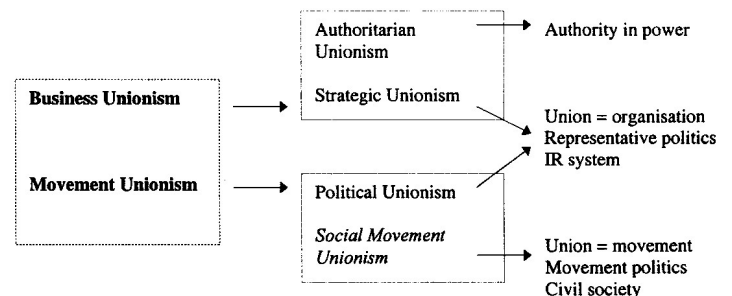 Business Unionism
Movement Unionism
Authoritarian
Unionism
Strategic Unionism
Political Unionism
Social Movement
Unionism
Authority in power
Union = organisation
Representative politics
IR system
Union = movement
Movement politics
Civil society